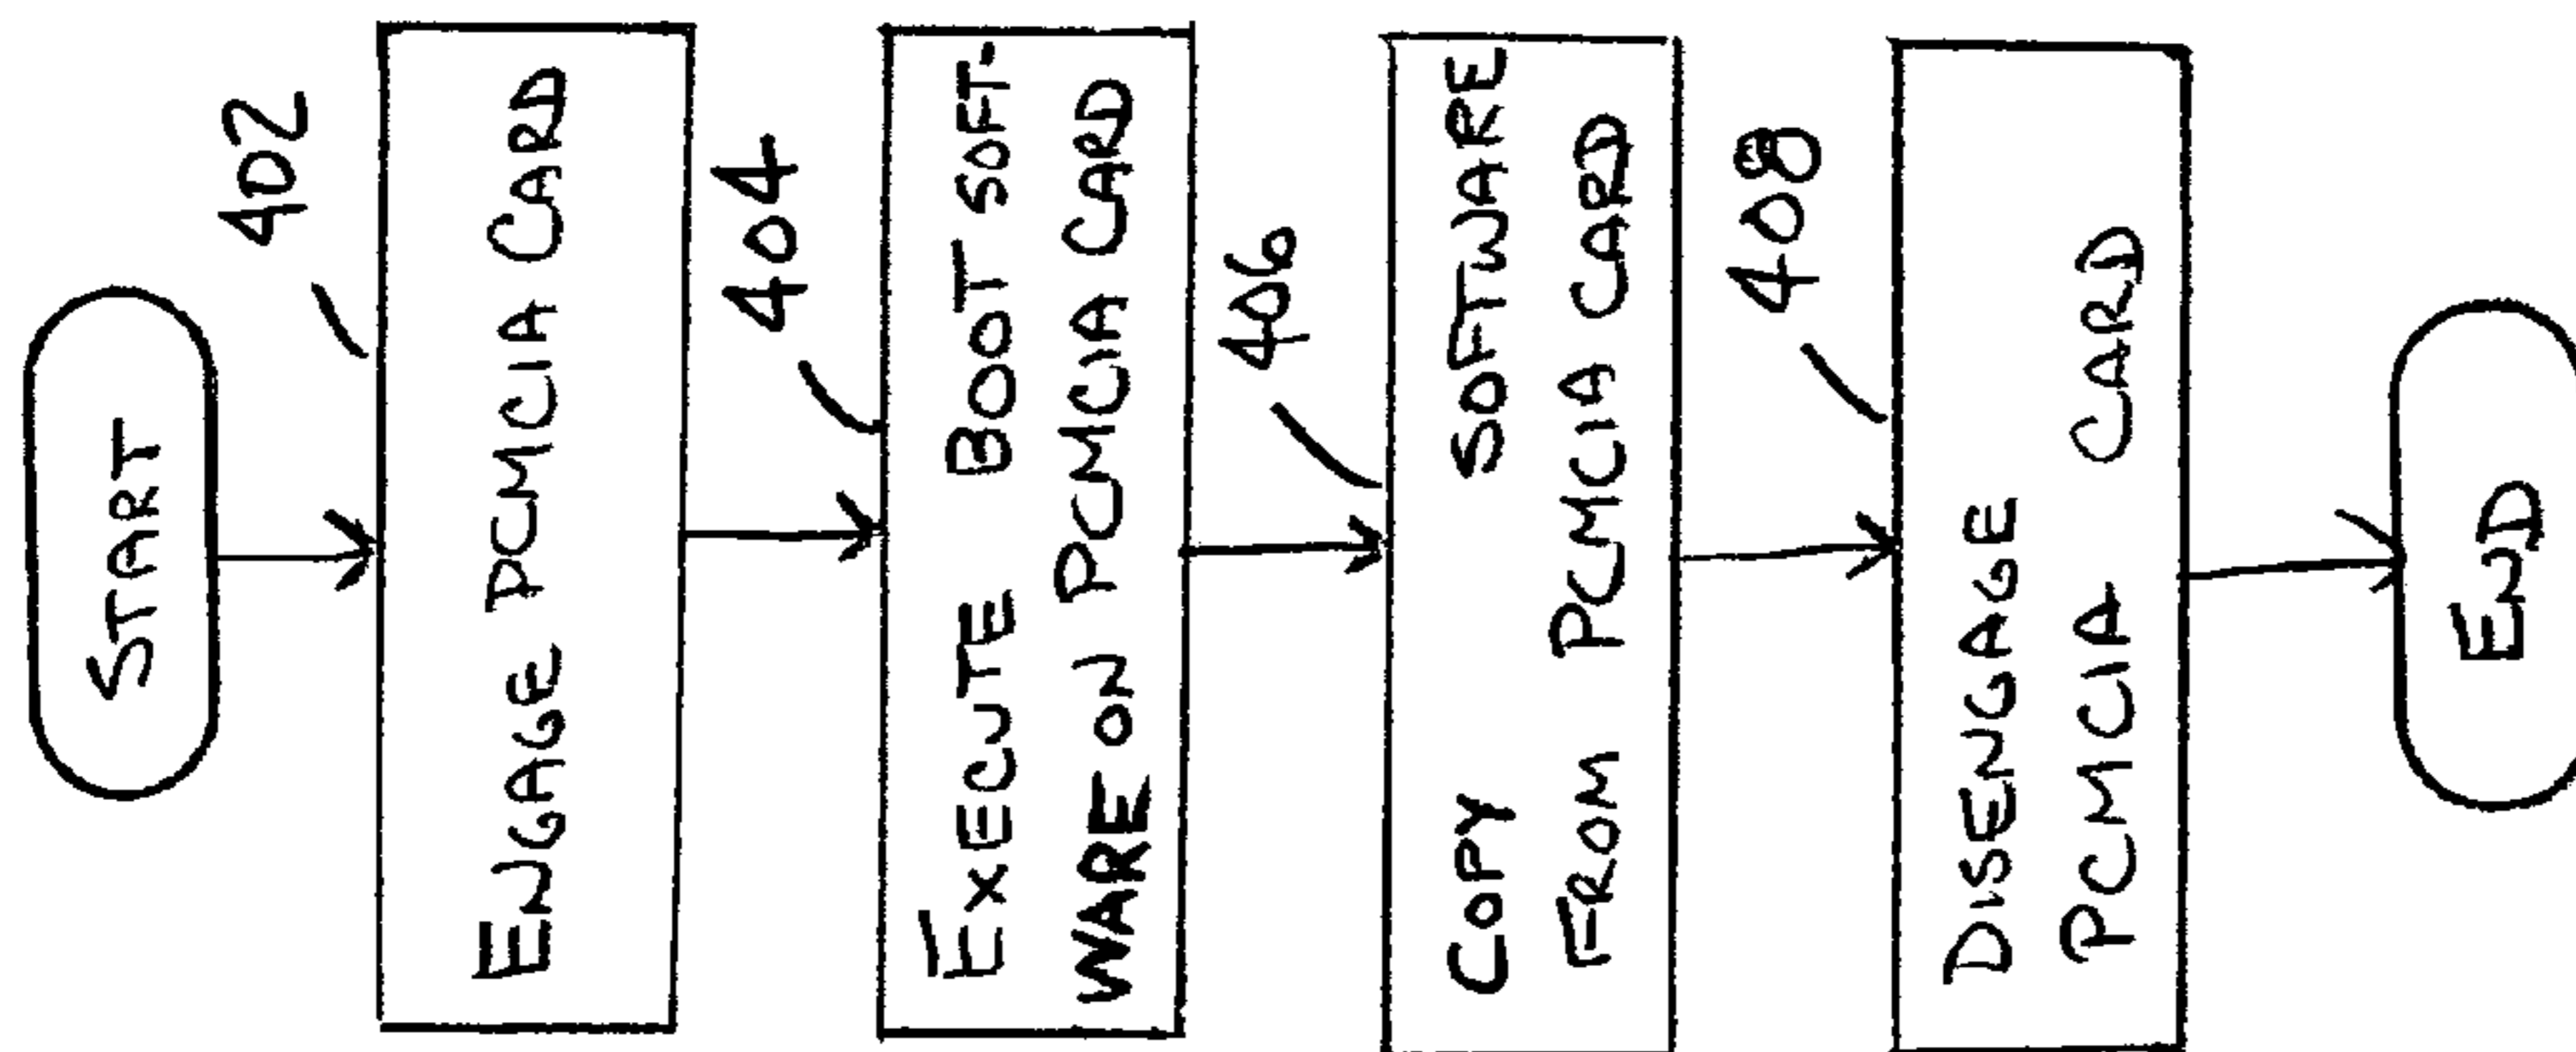 START
402
ENGAGE PCMCIA CARD
404
EXECUTE BOOT SOFT-
WARE ON PCMCIA CARD
406
COPY SOFTWARE
FROM PCMCIA CARD
408
DISENGAGE
PCMCIA CARD
END